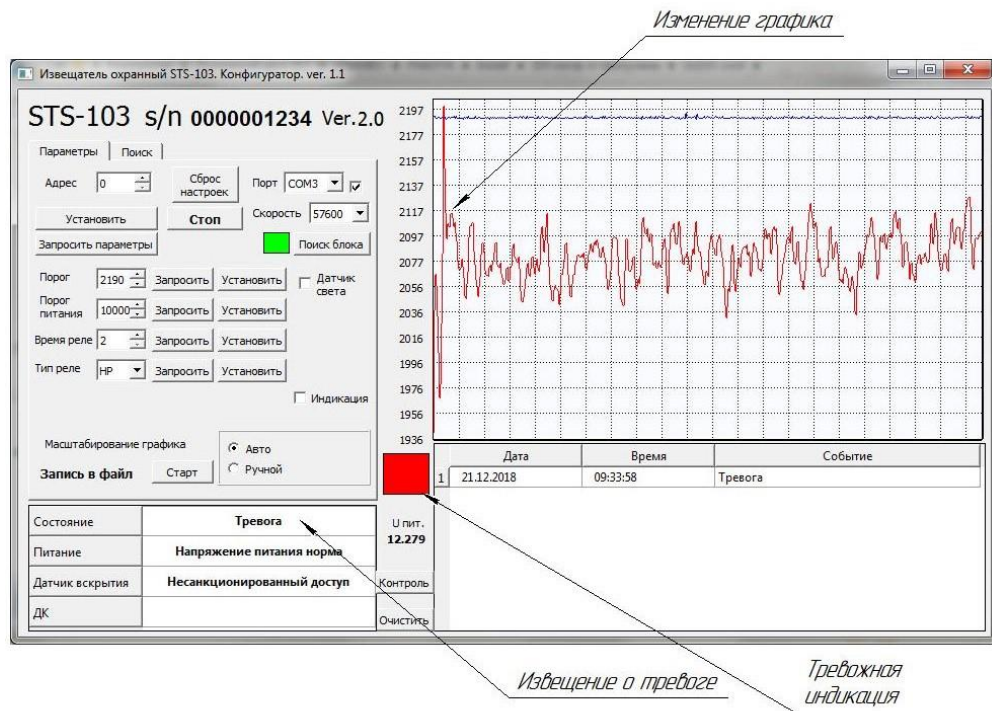 Изменение графика
Извещатель охранный STS-103. Конфигуратор. ver. 1.1
STS-103 s/n 0000001234 Ver.2.0
Параметры Поиск
Адрес 0 Сброс настроек Порт COM3
Установить Стоп Скорость 57600
Запросить параметры Поиск блока
Порог 2190 Запросить Установить Датчик света
Порог питания 10000 Запросить Установить
Время реле 2 Запросить Установить
Тип реле НР Запросить Установить
Индикация
Масштабирование графика Авто
Запись в файл Старт Ручной
2197
2177
2157
2137
2117
2097
2077
2056
2036
2016
1996
1976
1956
1936
Дата Время Событие
1 21.12.2018 09:33:58 Тревога
Состояние Тревога
Питание Напряжение питания норма
Датчик вскрытия Несанкционированный доступ
ДК
U пит.
12.279
Контроль
Очистить
Извещение о тревоге
Тревожная
индикация